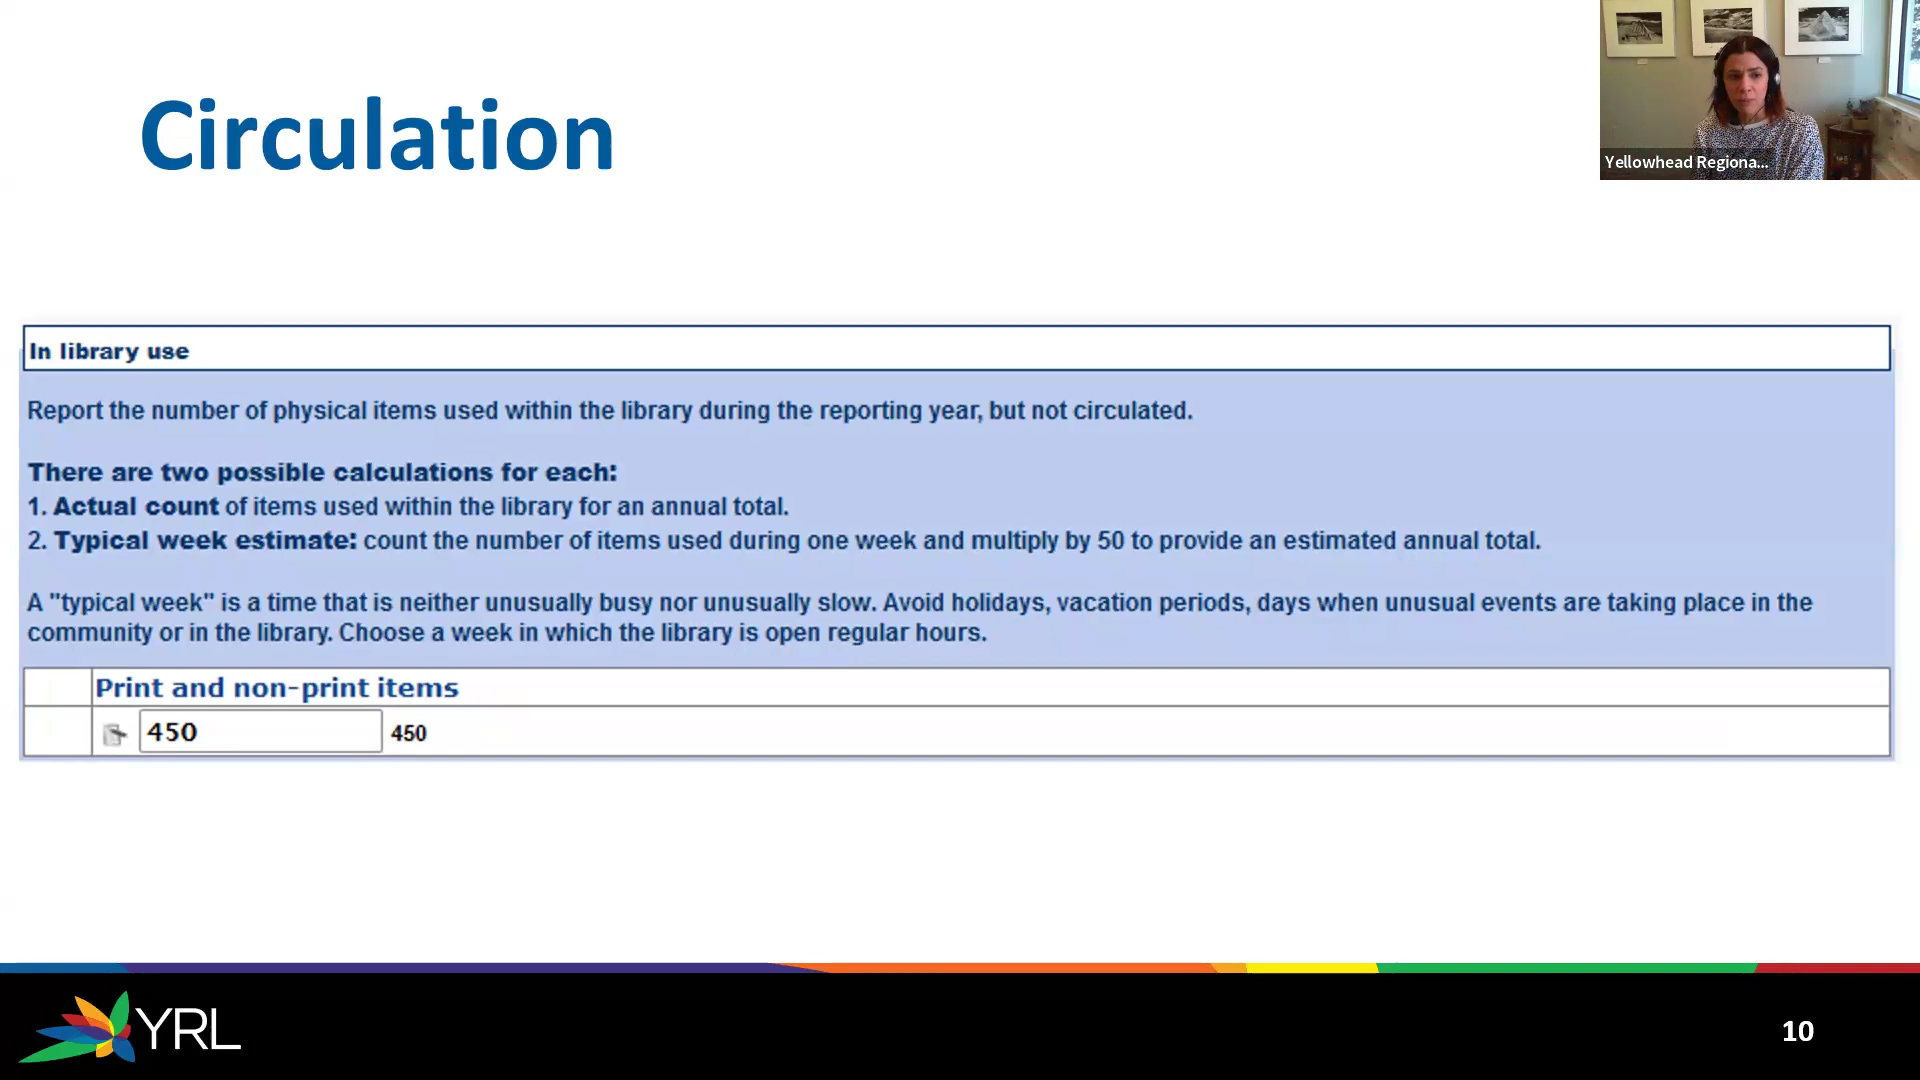 Circulation
Yellowhead Regiona...
In library use
Report the number of physical items used within the library during the reporting year, but not circulated.
There are two possible calculations for each:
1. Actual count of items used within the library for an annual total.
2. Typical week estimate: count the number of items used during one week and multiply by 50 to provide an estimated annual total.
A "typical week" is a time that is neither unusually busy nor unusually slow. Avoid holidays, vacation periods, days when unusual events are taking place in the
community or in the library. Choose a week in which the library is open regular hours.
Print and non-print items
450 450
YRL
10